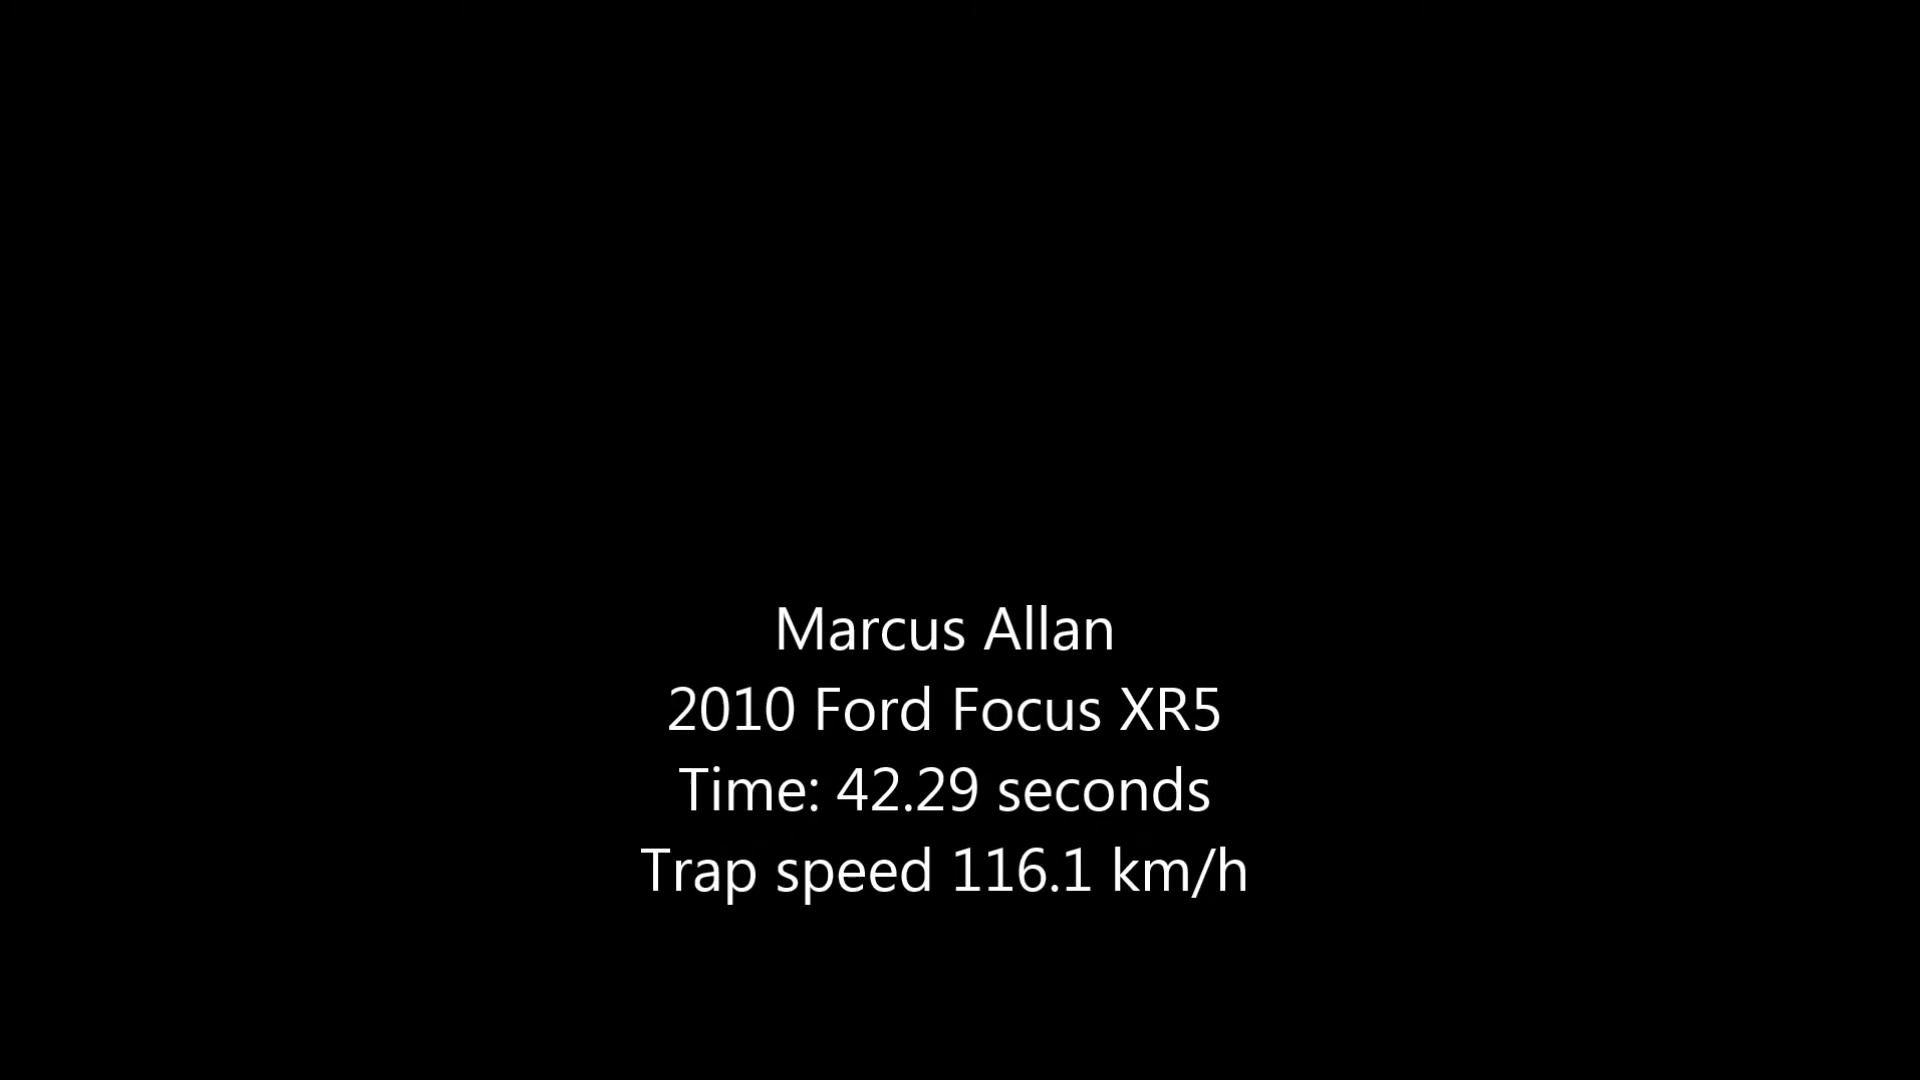 Marcus Allan
2010 Ford Focus XR5
Time: 42.29 seconds
Trap speed 116.1 km/h